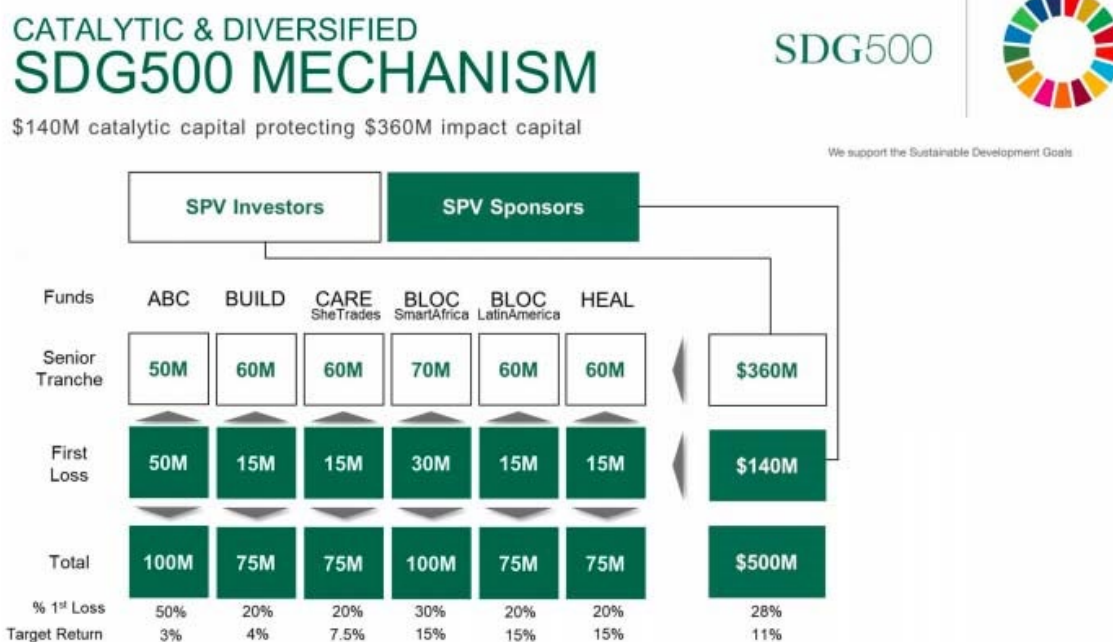 CATALYTIC & DIVERSIFIED
SDG500 MECHANISM
$140M catalytic capital protecting $360M impact capital
SDG500
We support the Sustainable Development Goals
SPV Investors
SPV Sponsors
Funds ABC BUILD CARE BLOC BLOC HEAL
SheTrades SmartAfrica LatinAmerica
Senior
Tranche
50M 60M 60M 70M 60M 60M $360M
First
Loss
50M 15M 15M 30M 15M 15M $140M
Total 100M 75M 75M 100M 75M 75M $500M
% 1st Loss 50% 20% 20% 30% 20% 20% 28%
Target Return 3% 4% 7.5% 15% 15% 15% 11%